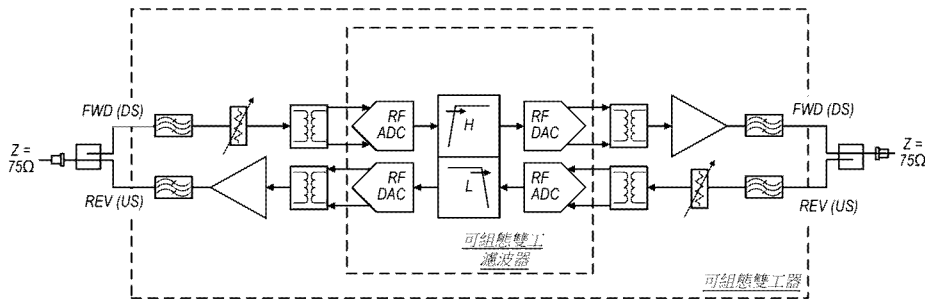 FWD (DS)
RF
ADC
H
RF
DAC
FWD (DS)
Z =
75Ω
Z =
75Ω
REV (US)
RF
DAC
L
RF
ADC
REV (US)
可組態雙工
濾波器
可組態雙工器